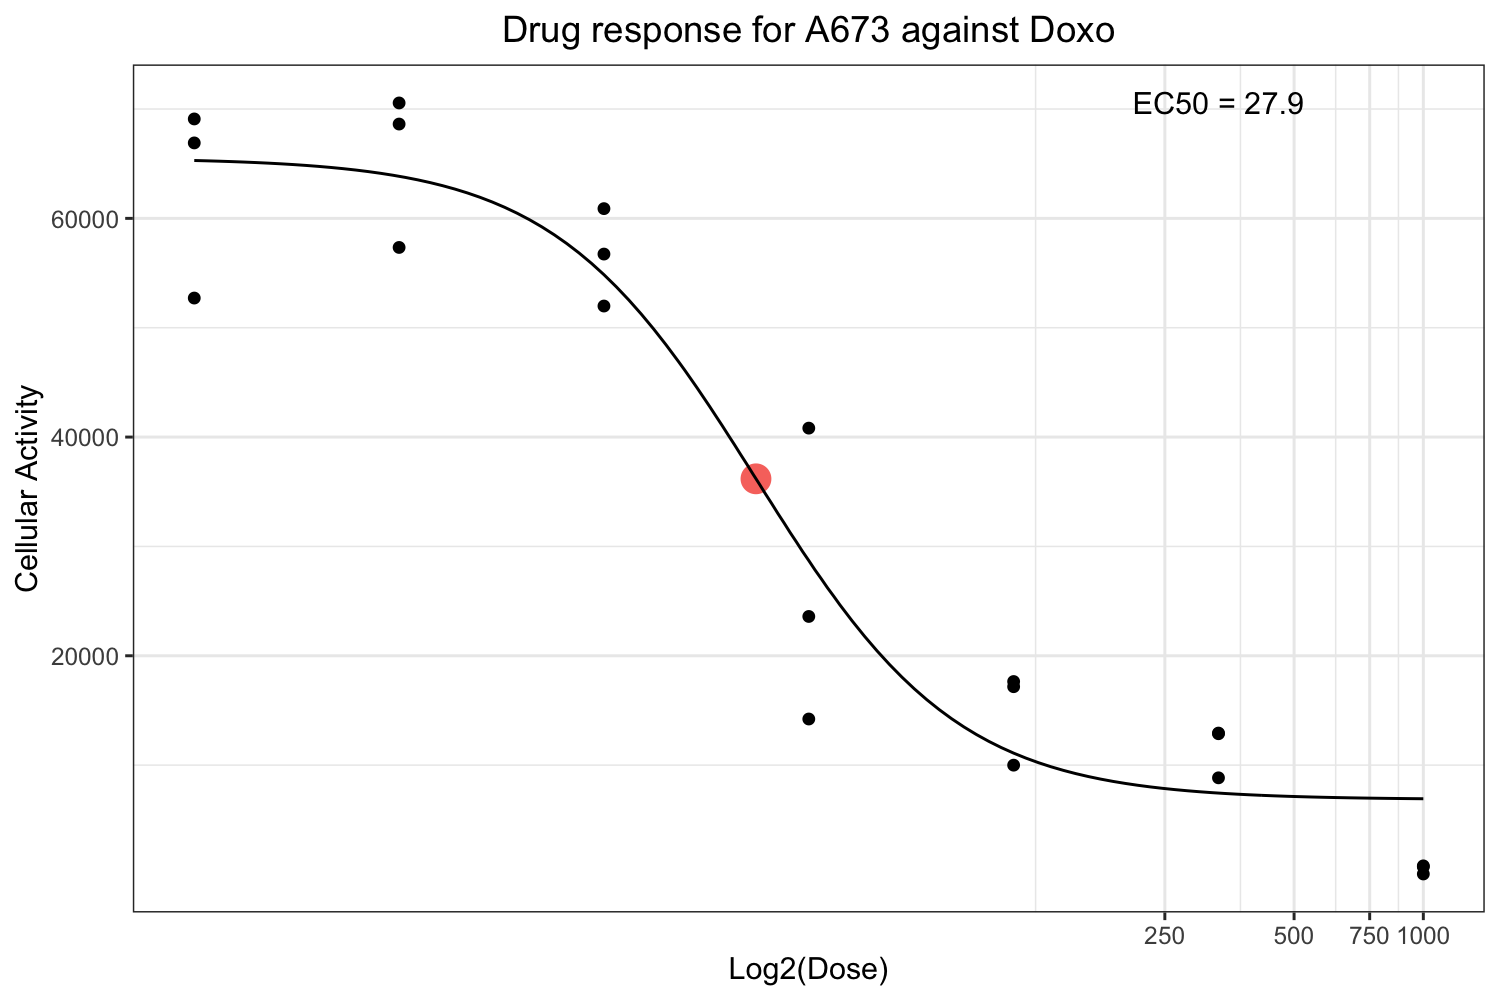 Drug response for A673 against Doxo
EC50 = 27.9
60000
40000
20000
Cellular Activity
250 500 750 1000
Log2(Dose)